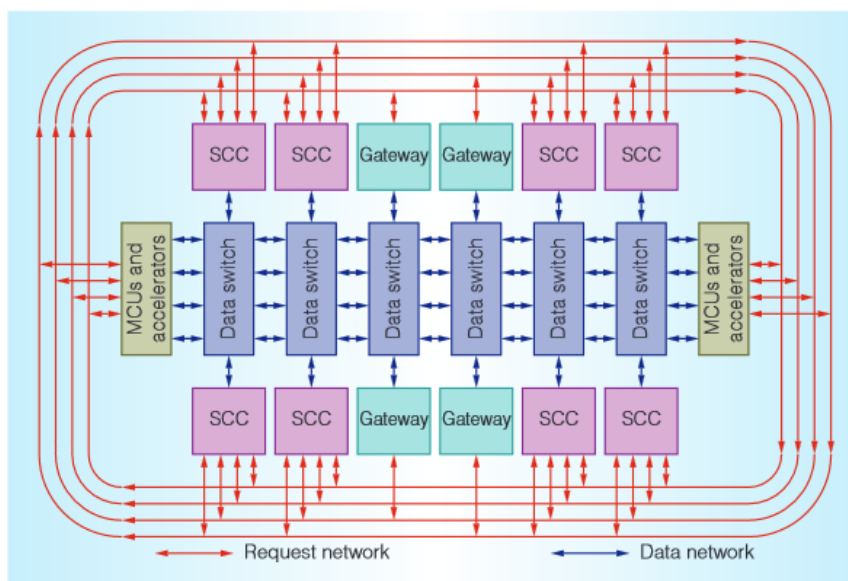 SCC
SCC
Gateway
Gateway
SCC
SCC
MCUs and
accelerators
Data switch
Data switch
Data switch
Data switch
Data switch
Data switch
MCUs and
accelerators
SCC
SCC
Gateway
Gateway
SCC
SCC
Request network
Data network